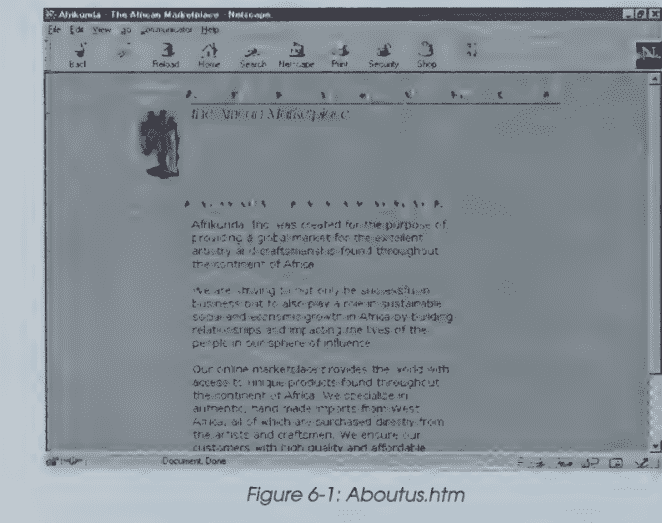 Afrikunda - The African Marketplace - Netscape
File Edit View Go Communicator Help
Back Reload Home Search Netscape Print Security Shop
N
the African Marketplace
Afrikunda, Inc. was created for the purpose of
providing a global market for the excellent
artistry and craftsmanship found throughout
the continent of Africa.
We are striving to not only be successful in
business but to also play a role in sustainable
social and economic growth in Africa by building
relationships and impacting the lives of the
people in our sphere of influence.
Our online marketplace provides the world with
access to unique products found throughout
the continent of Africa. We specialize in
authentic, hand made imports from West
Africa, all of which are purchased directly from
the artists and craftsmen. We ensure our
customers with high quality and affordable
Document: Done
Figure 6-1: Aboutus.htm